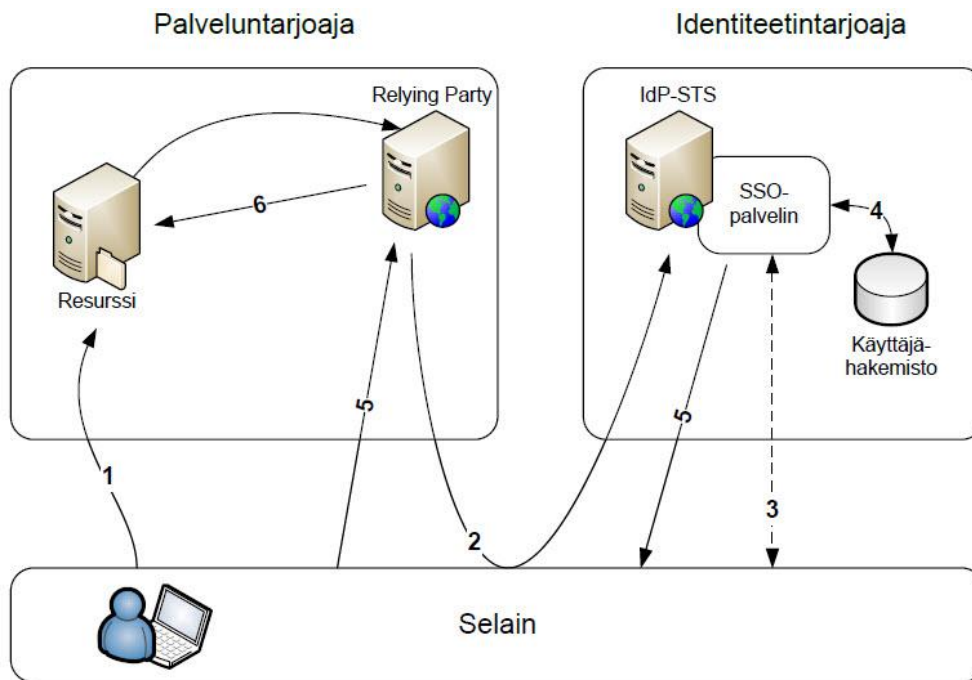 Palveluntarjoaja
Identiteetintarjoaja
Relying Party
IdP-STS
SSO-
palvelin
4
6
Resurssi
Käyttäjä-
hakemisto
5
5
1
2
3
Selain